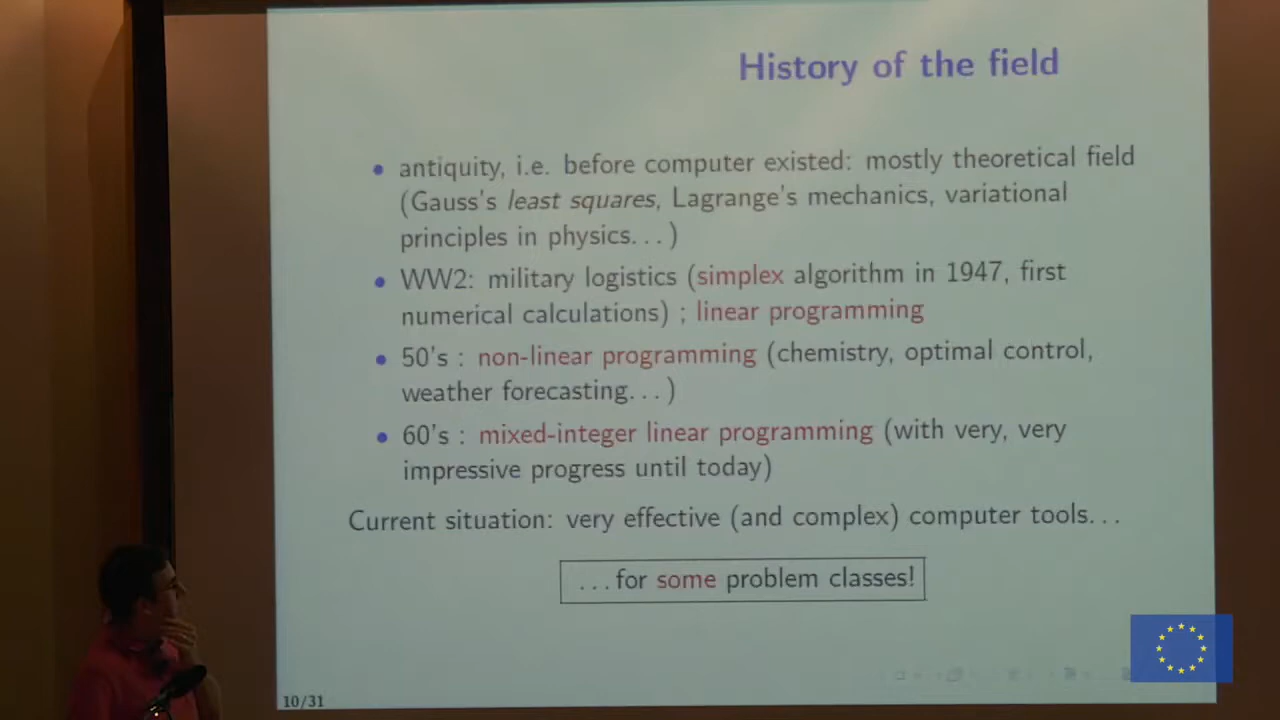 History of the field
• antiquity, i.e. before computer existed: mostly theoretical field
(Gauss's least squares, Lagrange's mechanics, variational
principles in physics...)
• WW2: military logistics (simplex algorithm in 1947, first
numerical calculations) ; linear programming
• 50's : non-linear programming (chemistry, optimal control,
weather forecasting...)
• 60's : mixed-integer linear programming (with very, very
impressive progress until today)
Current situation: very effective (and complex) computer tools...
...for some problem classes!
10/31